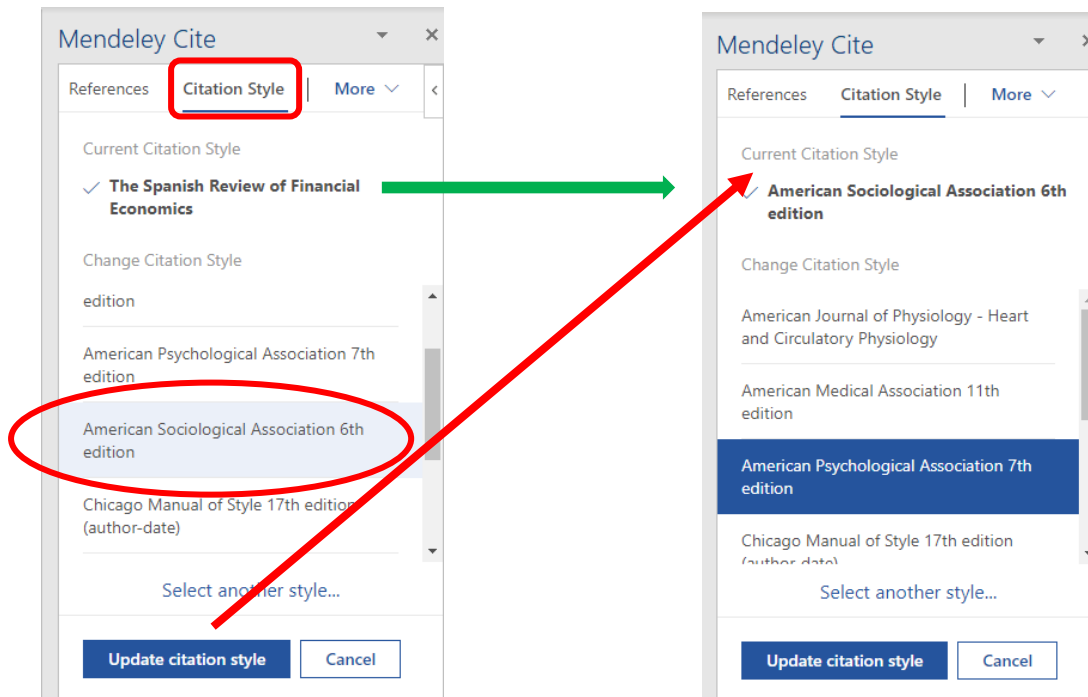 Mendeley Cite
References Citation Style More
Current Citation Style
The Spanish Review of Financial
Economics
Change Citation Style
edition
American Psychological Association 7th
edition
American Sociological Association 6th
edition
Chicago Manual of Style 17th edition
(author-date)
Select another style...
Update citation style Cancel
Mendeley Cite
References Citation Style More
Current Citation Style
American Sociological Association 6th
edition
Change Citation Style
American Journal of Physiology - Heart
and Circulatory Physiology
American Medical Association 11th
edition
American Psychological Association 7th
edition
Chicago Manual of Style 17th edition
(author-date)
Select another style...
Update citation style Cancel